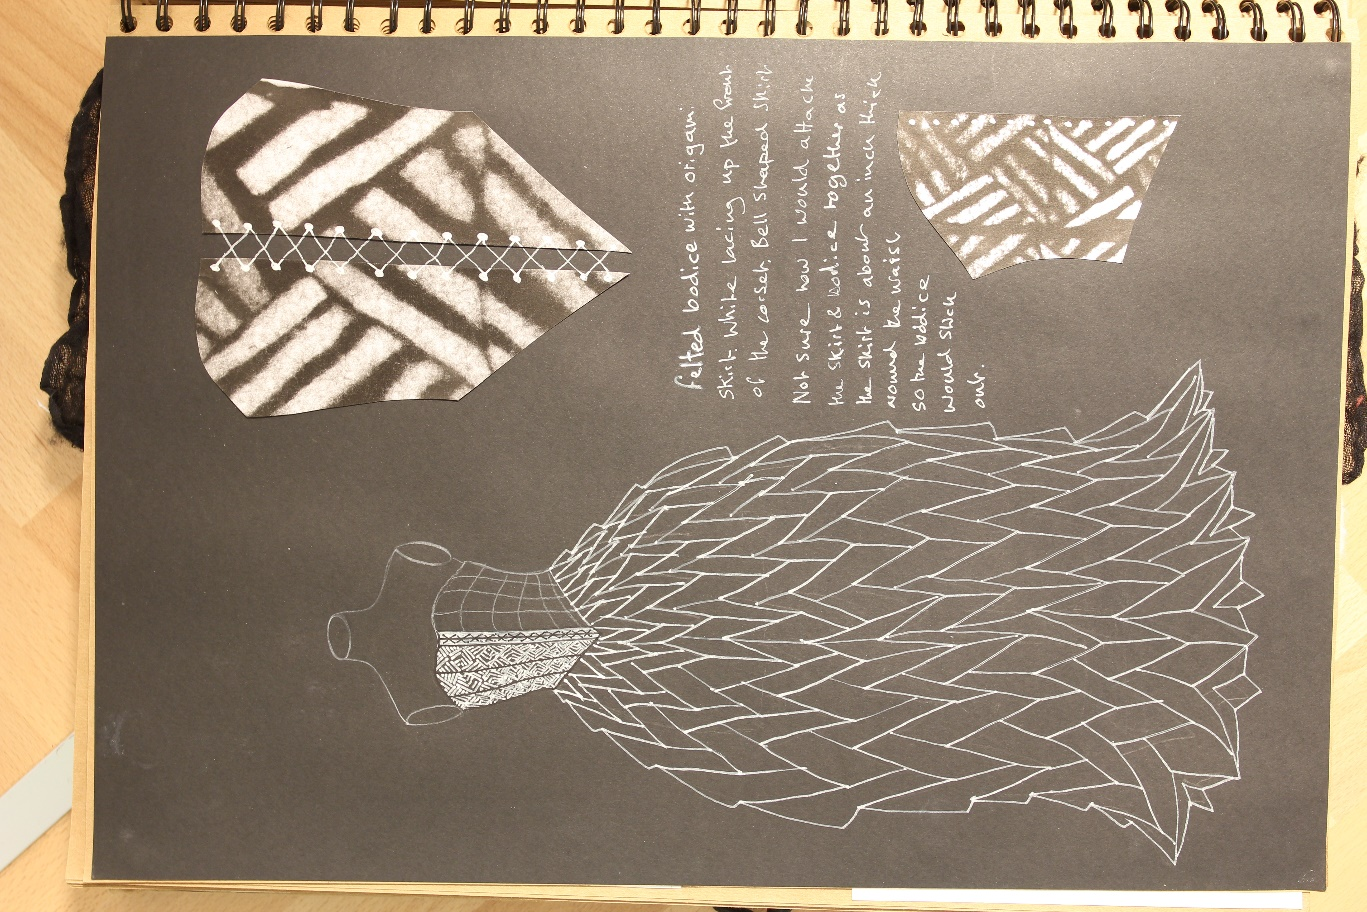 felted bodice with origami
skirt. White lacing up the front
of the corset. Bell shaped skirt
Not sure how I would attach
the skirt & bodice together as
the skirt is about an inch thick
around the waist
so the bodice
would stick
out.